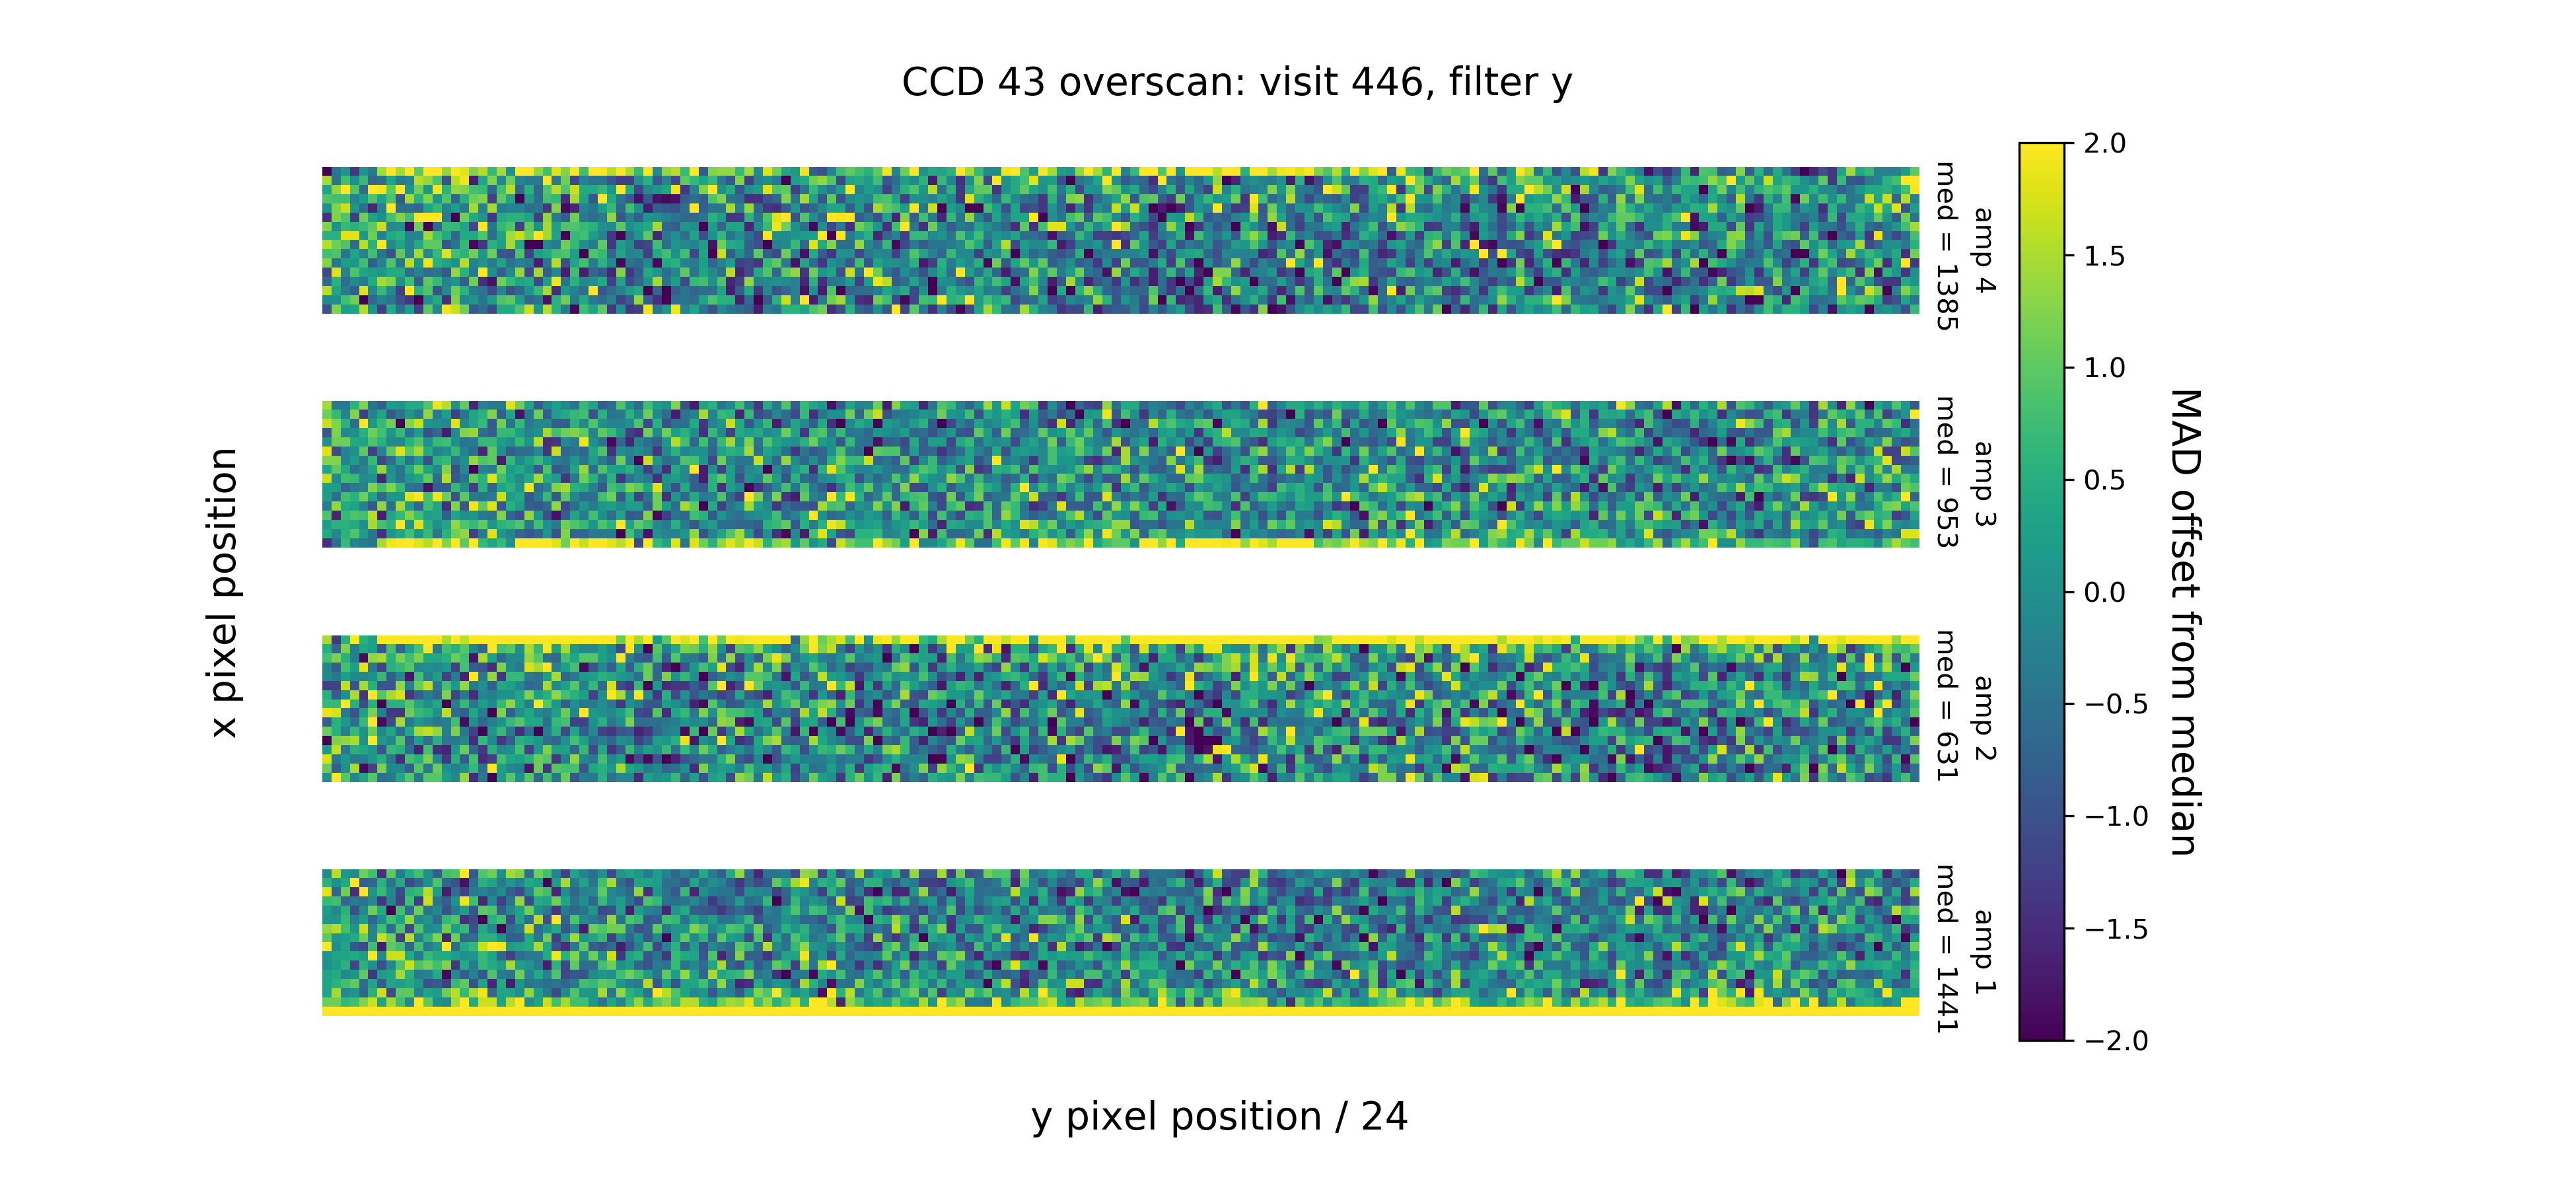 CCD 43 overscan: visit 446, filter y
x pixel position
amp 4
med = 1385
amp 3
med = 953
amp 2
med = 631
amp 1
med = 1441
y pixel position / 24
2.0
1.5
1.0
0.5
0.0
−0.5
−1.0
−1.5
−2.0
MAD offset from median